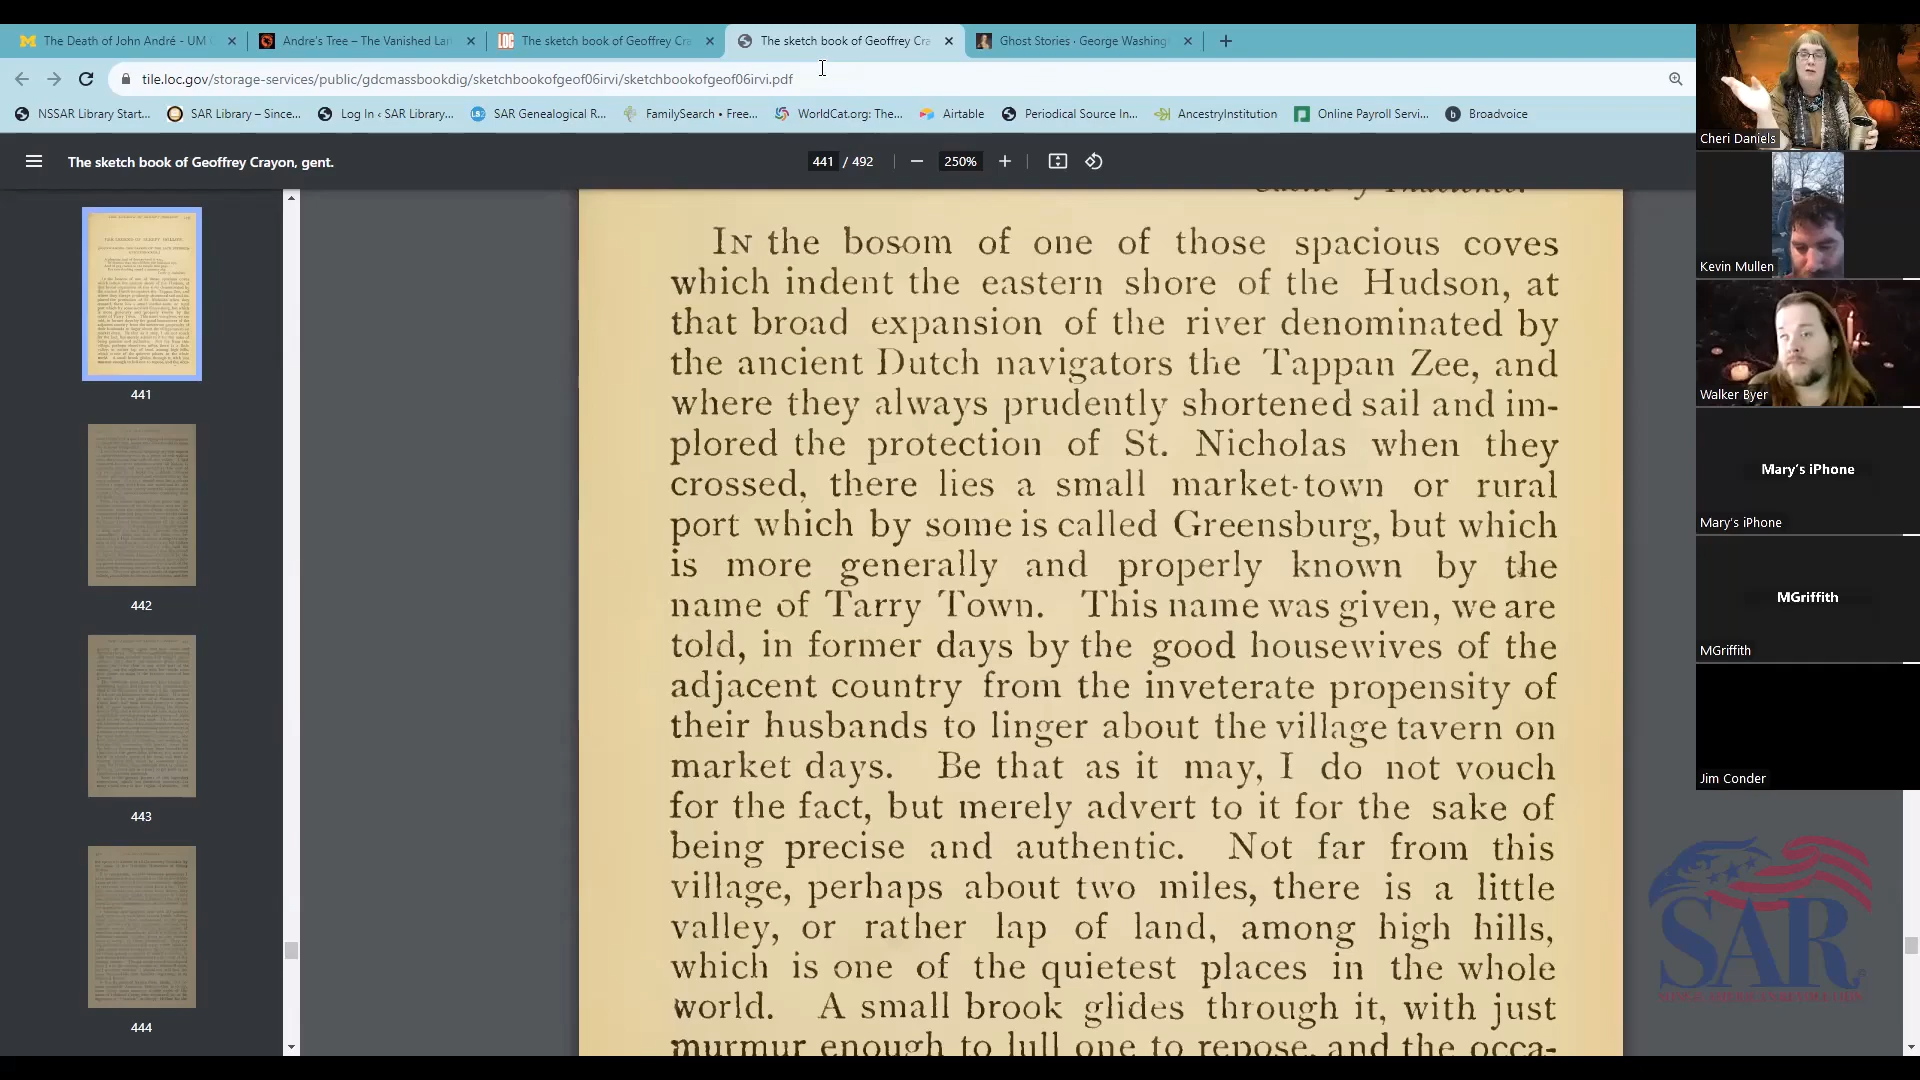 The Death of John André - UM
Andre's Tree – The Vanished Lan
LOC
The sketch book of Geoffrey Cra
The sketch book of Geoffrey Cra
Ghost Stories · George Washing
tile.loc.gov/storage-services/public/gdcmassbookdig/sketchbookofgeof06irvi/sketchbookofgeof06irvi.pdf
NSSAR Library Start...
SAR Library – Since...
Log In ‹ SAR Library...
SAR Genealogical R...
FamilySearch • Free...
WorldCat.org: The...
Airtable
Periodical Source In...
AncestryInstitution
Online Payroll Servi...
Broadvoice
The sketch book of Geoffrey Crayon, gent.
441 / 492
250%
441
442
443
444
In the bosom of one of those spacious coves
which indent the eastern shore of the Hudson, at
that broad expansion of the river denominated by
the ancient Dutch navigators the Tappan Zee, and
where they always prudently shortened sail and im-
plored the protection of St. Nicholas when they
crossed, there lies a small market-town or rural
port which by some is called Greensburg, but which
is more generally and properly known by the
name of Tarry Town. This name was given, we are
told, in former days by the good housewives of the
adjacent country from the inveterate propensity of
their husbands to linger about the village tavern on
market days. Be that as it may, I do not vouch
for the fact, but merely advert to it for the sake of
being precise and authentic. Not far from this
village, perhaps about two miles, there is a little
valley, or rather lap of land, among high hills,
which is one of the quietest places in the whole
world. A small brook glides through it, with just
murmur enough to lull one to repose, and the occa-
Cheri Daniels
Kevin Mullen
Walker Byer
Mary's iPhone
Mary's iPhone
MGriffith
MGriffith
Jim Conder
SAR